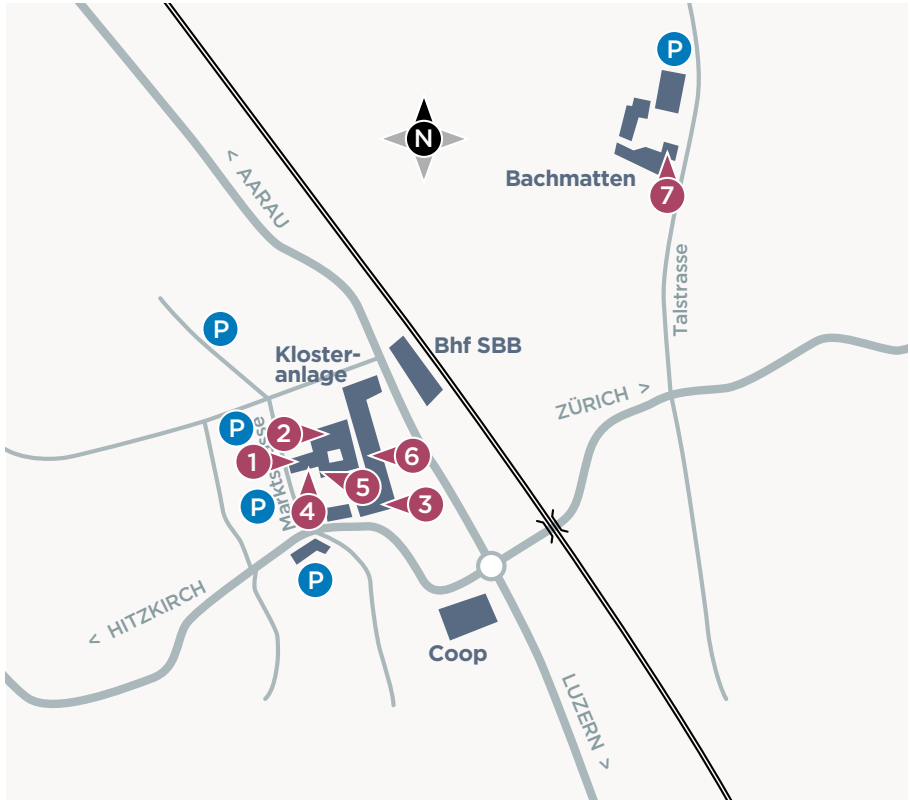 P
N
< AARAU
Bachmatten
7
Talstrasse
P
Bhf SBB
Kloster-
anlage
ZÜRICH >
P
2
1
6
5
3
4
P
P
< HITZKIRCH
Coop
LUZERN >